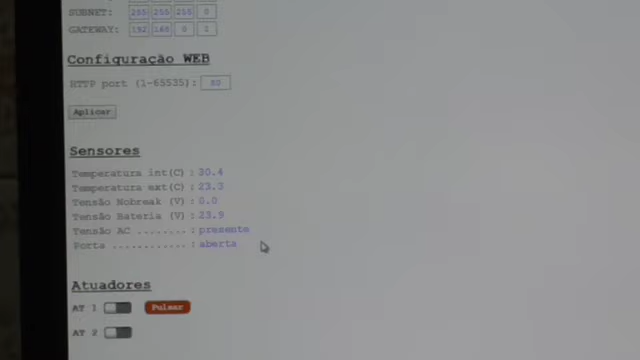 SUBNET: 255 255 255 0
GATEWAY: 192 168 0 1
Configuração WEB
HTTP port (1-65535): 80
Aplicar
Sensores
Temperatura int(C) : 30.4
Temperatura ext(C) : 23.3
Tensão Nobreak (V) : 0.0
Tensão Bateria (V) : 23.9
Tensão AC ........ : presente
Porta ............ : aberta
Atuadores
AT 1 Pulsar
AT 2